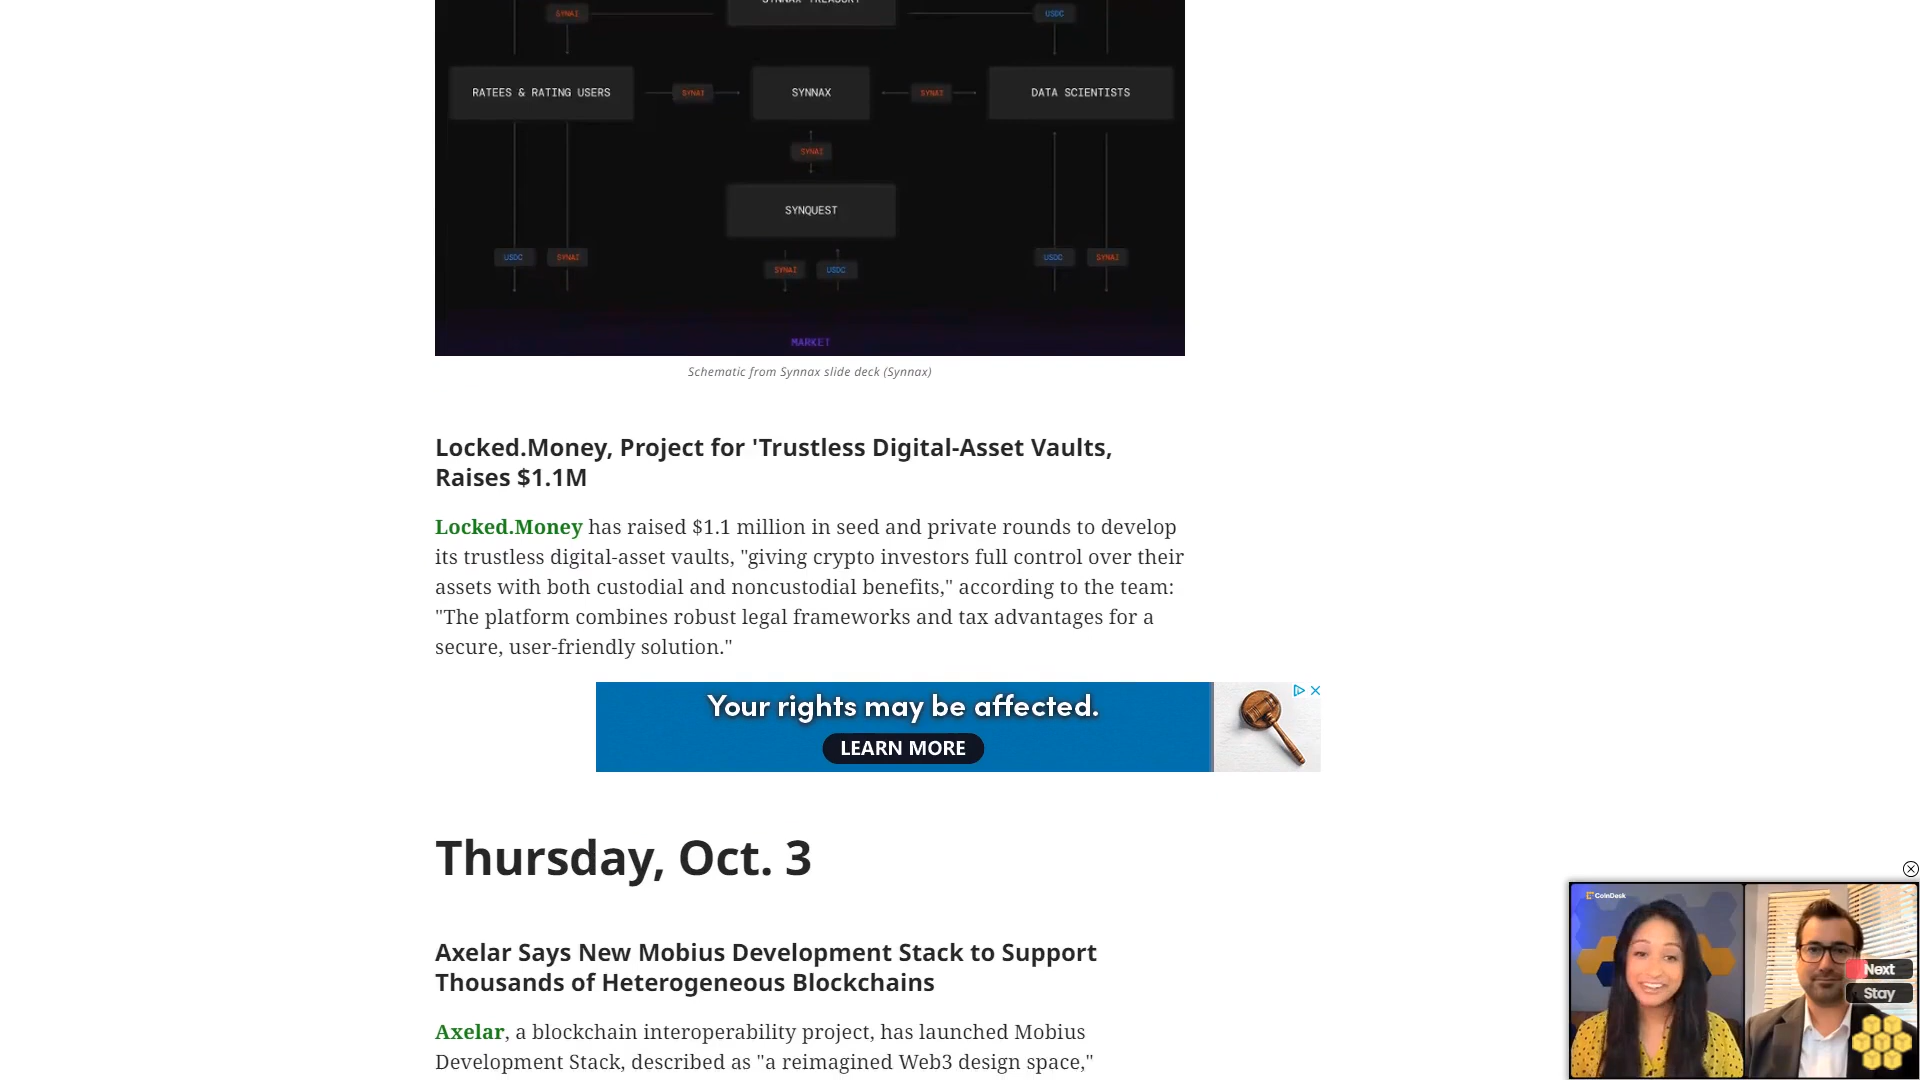 SYNNAX TREASURY
SYNAI
USDC
RATEES & RATING USERS
SYNAI
SYNNAX
SYNAI
DATA SCIENTISTS
SYNAI
SYNQUEST
USDC
SYNAI
SYNAI
USDC
USDC
SYNAI
MARKET
Schematic from Synnax slide deck (Synnax)
Locked.Money, Project for 'Trustless Digital-Asset Vaults,
Raises $1.1M
Locked.Money has raised $1.1 million in seed and private rounds to develop
its trustless digital-asset vaults, "giving crypto investors full control over their
assets with both custodial and noncustodial benefits," according to the team:
"The platform combines robust legal frameworks and tax advantages for a
secure, user-friendly solution."
Your rights may be affected.
LEARN MORE
Thursday, Oct. 3
Axelar Says New Mobius Development Stack to Support
Thousands of Heterogeneous Blockchains
Axelar, a blockchain interoperability project, has launched Mobius
Development Stack, described as "a reimagined Web3 design space,"
CoinDesk
Next
Stay